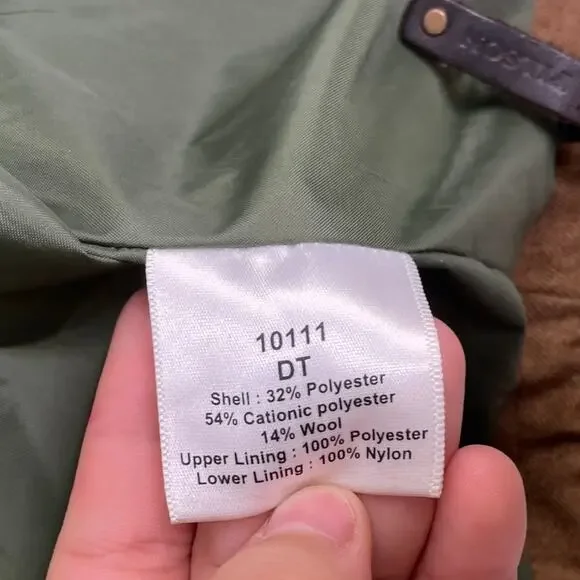 10111
DT
Shell : 32% Polyester
54% Cationic polyester
14% Wool
Upper Lining : 100% Polyester
Lower Lining : 100% Nylon